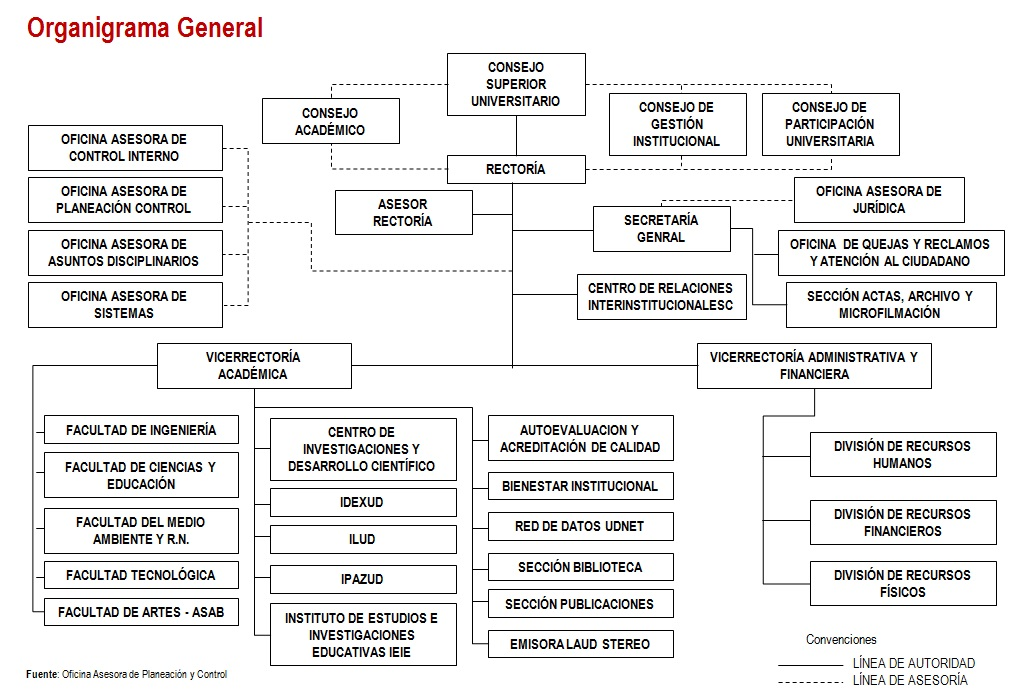 Organigrama General
CONSEJO
SUPERIOR
UNIVERSITARIO
CONSEJO
ACADÉMICO
CONSEJO DE
GESTIÓN
INSTITUCIONAL
CONSEJO DE
PARTICIPACIÓN
UNIVERSITARIA
OFICINA ASESORA DE
CONTROL INTERNO
OFICINA ASESORA DE
PLANEACIÓN CONTROL
OFICINA ASESORA DE
ASUNTOS DISCIPLINARIOS
OFICINA ASESORA DE
SISTEMAS
RECTORÍA
ASESOR
RECTORÍA
SECRETARÍA
GENRAL
OFICINA ASESORA DE
JURÍDICA
OFICINA DE QUEJAS Y RECLAMOS
Y ATENCIÓN AL CIUDADANO
SECCIÓN ACTAS, ARCHIVO Y
MICROFILMACIÓN
CENTRO DE RELACIONES
INTERINSTITUCIONALESC
VICERRECTORÍA
ACADÉMICA
VICERRECTORÍA ADMINISTRATIVA Y
FINANCIERA
FACULTAD DE INGENIERÍA
FACULTAD DE CIENCIAS Y
EDUCACIÓN
FACULTAD DEL MEDIO
AMBIENTE Y R.N.
FACULTAD TECNOLÓGICA
FACULTAD DE ARTES - ASAB
CENTRO DE
INVESTIGACIONES Y
DESARROLLO CIENTÍFICO
IDEXUD
ILUD
IPAZUD
INSTITUTO DE ESTUDIOS E
INVESTIGACIONES
EDUCATIVAS IEIE
AUTOEVALUACION Y
ACREDITACIÓN DE CALIDAD
BIENESTAR INSTITUCIONAL
RED DE DATOS UDNET
SECCIÓN BIBLIOTECA
SECCIÓN PUBLICACIONES
EMISORA LAUD STEREO
DIVISIÓN DE RECURSOS
HUMANOS
DIVISIÓN DE RECURSOS
FINANCIEROS
DIVISIÓN DE RECURSOS
FÍSICOS
Convenciones
LÍNEA DE AUTORIDAD
LÍNEA DE ASESORÍA
Fuente: Oficina Asesora de Planeación y Control